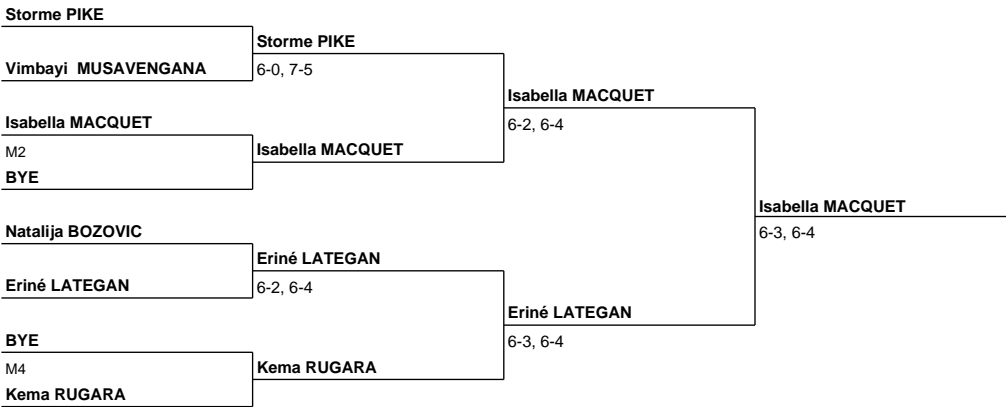 Storme PIKE
Storme PIKE
Vimbayi MUSAVENGANA
6-0, 7-5
Isabella MACQUET
Isabella MACQUET
6-2, 6-4
M2
Isabella MACQUET
BYE
Isabella MACQUET
Natalija BOZOVIC
6-3, 6-4
Eriné LATEGAN
Eriné LATEGAN
6-2, 6-4
Eriné LATEGAN
BYE
6-3, 6-4
M4
Kema RUGARA
Kema RUGARA